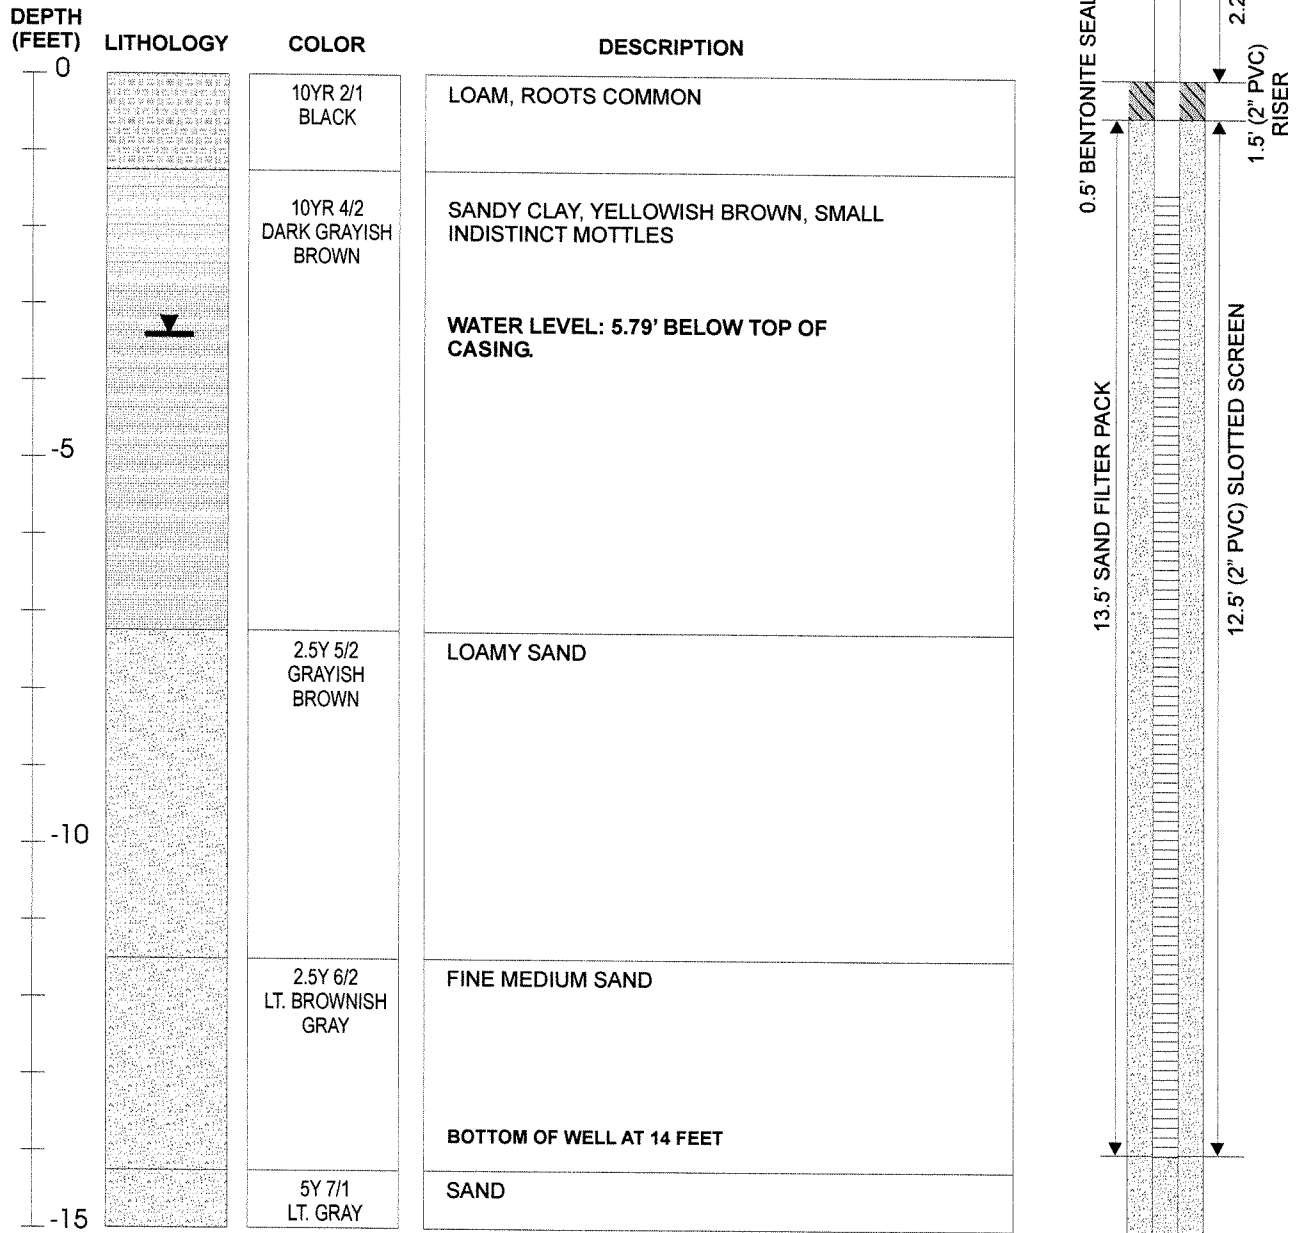 DEPTH
(FEET) LITHOLOGY COLOR DESCRIPTION
0
-5
-10
-15
10YR 2/1
BLACK
LOAM, ROOTS COMMON
10YR 4/2
DARK GRAYISH
BROWN
SANDY CLAY, YELLOWISH BROWN, SMALL
INDISTINCT MOTTLES
WATER LEVEL: 5.79' BELOW TOP OF
CASING.
2.5Y 5/2
GRAYISH
BROWN
LOAMY SAND
2.5Y 6/2
LT. BROWNISH
GRAY
FINE MEDIUM SAND
BOTTOM OF WELL AT 14 FEET
5Y 7/1
LT. GRAY
SAND
0.5' BENTONITE SEAL
13.5' SAND FILTER PACK
1.5' (2" PVC)
RISER
12.5' (2" PVC) SLOTTED SCREEN